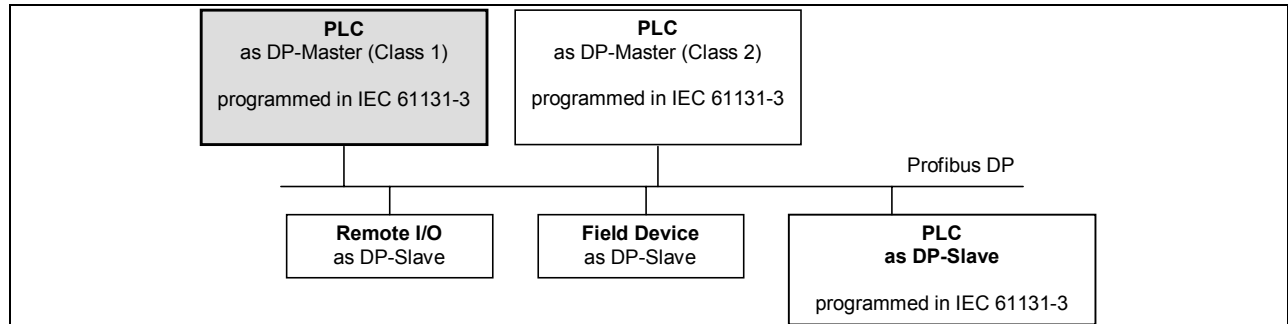 PLC
as DP-Master (Class 1)
programmed in IEC 61131-3
PLC
as DP-Master (Class 2)
programmed in IEC 61131-3
Profibus DP
Remote I/O
as DP-Slave
Field Device
as DP-Slave
PLC
as DP-Slave
programmed in IEC 61131-3